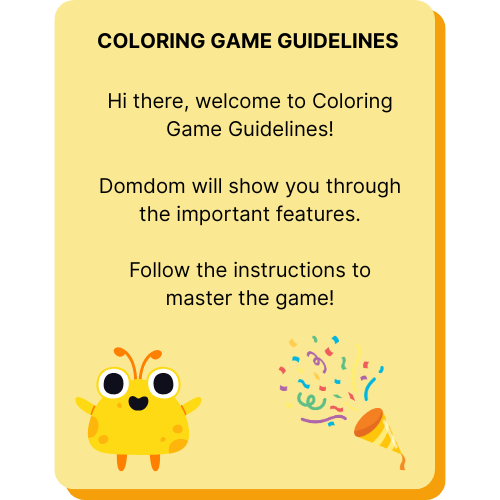 COLORING GAME GUIDELINES
Hi there, welcome to Coloring
Game Guidelines!
Domdom will show you through
the important features.
Follow the instructions to
master the game!